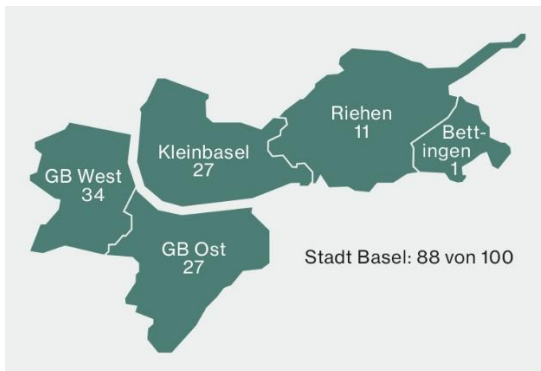 Riehen
11
Bett-
ingen
1
Kleinbasel
27
GB West
34
GB Ost
27
Stadt Basel: 88 von 100